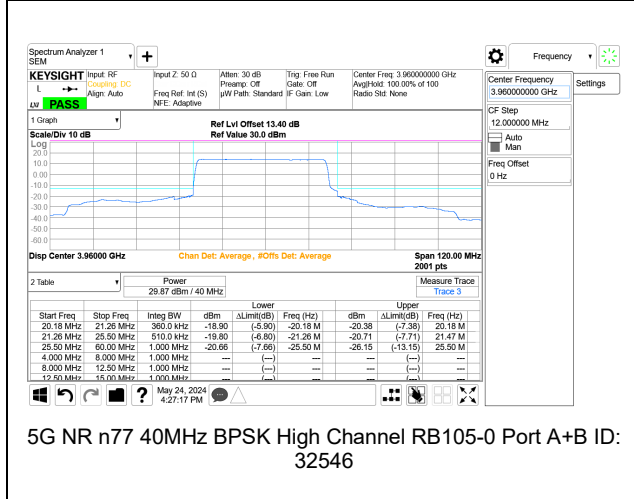 Spectrum Analyzer 1
SEM
Frequency
KEYSIGHT
Input: RF
Coupling: DC
Align: Auto
Input Z: 50 Ω
Freq Ref: Int (S)
NFE: Adaptive
Atten: 30 dB
Preamp: Off
µW Path: Standard
Trig: Free Run
Gate: Off
IF Gain: Low
Center Freq: 3.960000000 GHz
Avg|Hold: 100.00% of 100
Radio Std: None
L
LXI PASS
Center Frequency
3.960000000 GHz
Settings
CF Step
12.000000 MHz
Auto
Man
Freq Offset
0 Hz
1 Graph
Scale/Div 10 dB
Ref Lvl Offset 13.40 dB
Ref Value 30.0 dBm
Log
20.0
10.0
0.00
-10.0
-20.0
-30.0
-40.0
-50.0
-60.0
Disp Center 3.96000 GHz
Chan Det: Average, #Offs Det: Average
Span 120.00 MHz
2001 pts
2 Table
Power
29.87 dBm / 40 MHz
Measure Trace
Trace 3
Lower Upper
Start Freq Stop Freq Integ BW dBm ΔLimit(dB) Freq (Hz) dBm ΔLimit(dB) Freq (Hz)
20.18 MHz 21.26 MHz 360.0 kHz -18.90 (-5.90) -20.18 M -20.38 (-7.38) 20.18 M
21.26 MHz 25.50 MHz 510.0 kHz -19.80 (-6.80) -21.26 M -20.71 (-7.71) 21.47 M
25.50 MHz 60.00 MHz 1.000 MHz -20.66 (-7.66) -25.50 M -26.15 (-13.15) 25.50 M
4.000 MHz 8.000 MHz 1.000 MHz --- (---) --- --- (---) ---
8.000 MHz 12.50 MHz 1.000 MHz --- (---) --- --- (---) ---
12.50 MHz 15.00 MHz 1.000 MHz --- (---) --- --- (---) ---
May 24, 2024
4:27:17 PM
5G NR n77 40MHz BPSK High Channel RB105-0 Port A+B ID:
32546